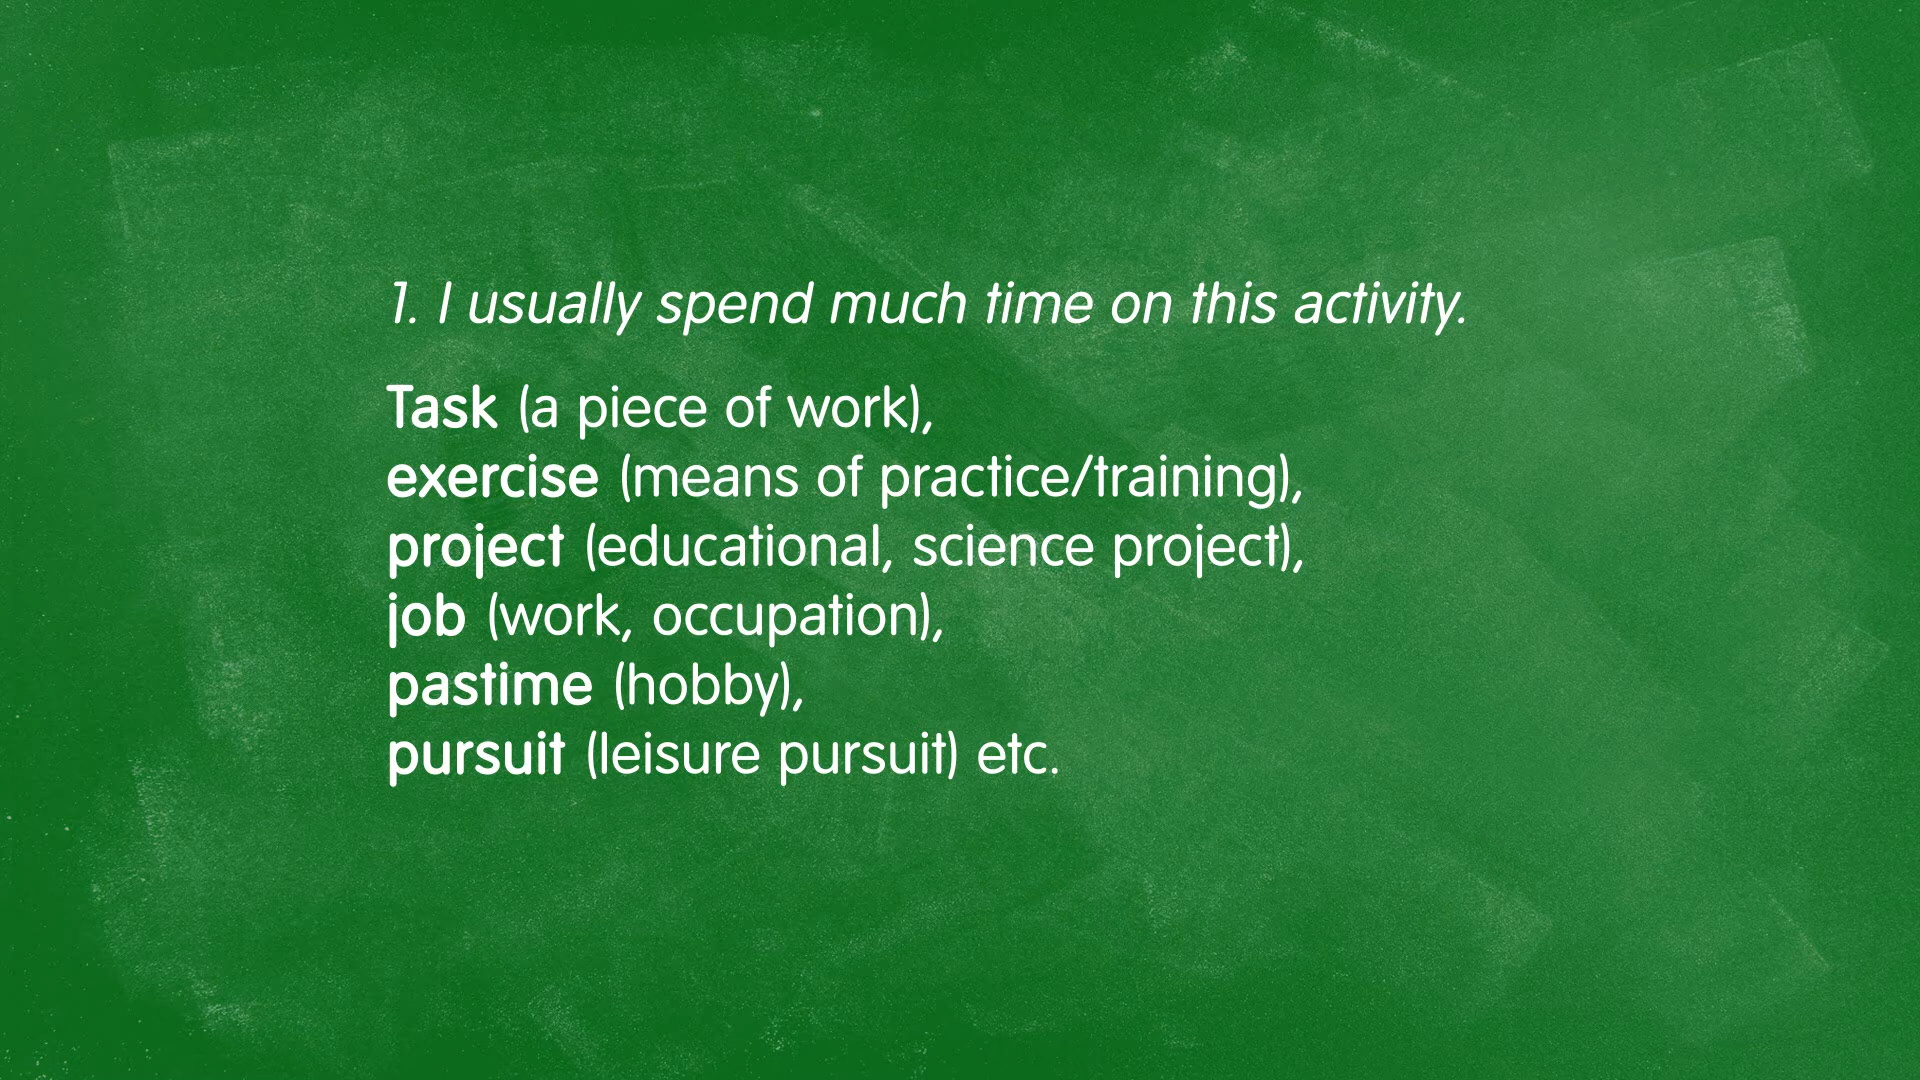 1. I usually spend much time on this activity.
Task (a piece of work),
exercise (means of practice/training),
project (educational, science project),
job (work, occupation),
pastime (hobby),
pursuit (leisure pursuit) etc.